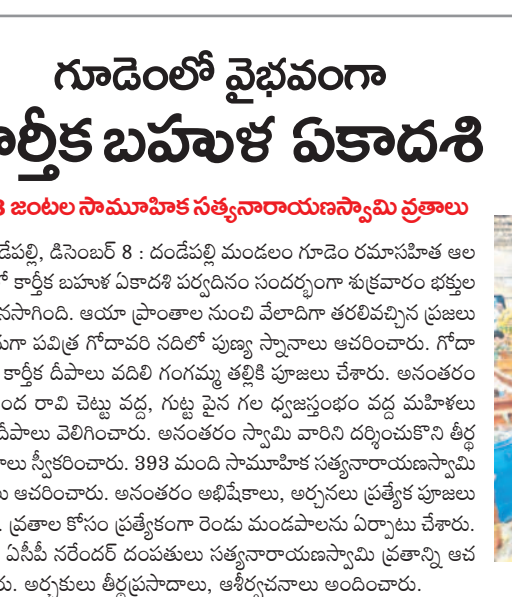 గూడెంలో వైభవంగా
కార్తీక బహుళ ఏకాదశి
3 జంటల సామూహిక సత్యనారాయణస్వామి వ్రతాలు
డేపల్లి, డిసెంబర్ 8 : దండేపల్లి మండలం గూడెం రమాసహిత ఆల
లో కార్తీక బహుళ ఏకాదశి పర్వదినం సందర్భంగా శుక్రవారం భక్తుల
నసాగింది. ఆయా ప్రాంతాల నుంచి వేలాదిగా తరలివచ్చిన ప్రజలు
గా పవిత్ర గోదావరి నదిలో పుణ్య స్నానాలు ఆచరించారు. గోదా
కార్తీక దీపాలు వదిలి గంగమ్మ తల్లికి పూజలు చేశారు. అనంతరం
ంద రావి చెట్టు వద్ద, గుట్ట పైన గల ధ్వజస్తంభం వద్ద మహిళలు
దీపాలు వెలిగించారు. అనంతరం స్వామి వారిని దర్శించుకొని తీర్థ
లు స్వీకరించారు. 393 మంది సామూహిక సత్యనారాయణస్వామి
ఆచరించారు. అనంతరం అభిషేకాలు, అర్చనలు ప్రత్యేక పూజలు
. వ్రతాల కోసం ప్రత్యేకంగా రెండు మండపాలను ఏర్పాటు చేశారు.
ఏసీపీ నరేందర్ దంపతులు సత్యనారాయణస్వామి వ్రతాన్ని ఆచ
రు. అర్చకులు తీర్థప్రసాదాలు, ఆశీర్వచనాలు అందించారు.